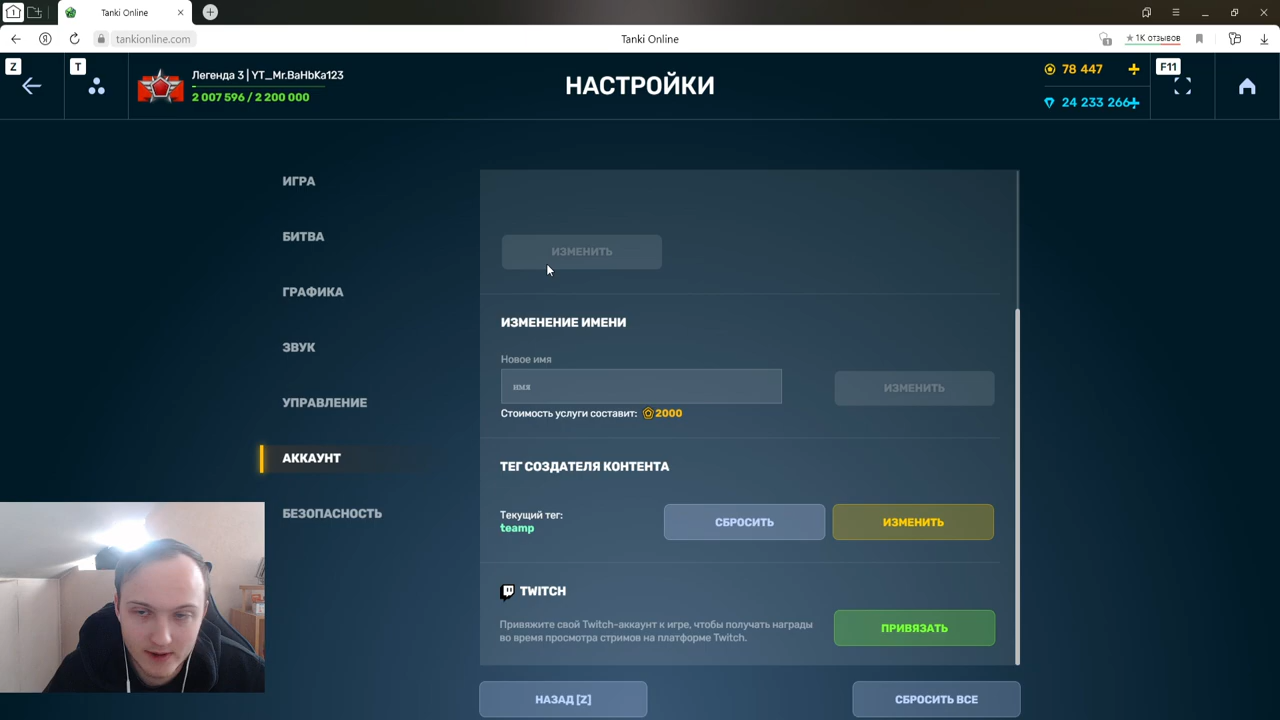 Tanki Online
tankionline.com
Tanki Online
★1К отзывов
Z
T
Легенда 3 | YT_Mr.BaHbKa123
2 007 596 / 2 200 000
НАСТРОЙКИ
78 447
24 233 266
F11
ИГРА
БИТВА
ГРАФИКА
ЗВУК
УПРАВЛЕНИЕ
АККАУНТ
БЕЗОПАСНОСТЬ
ИЗМЕНИТЬ
ИЗМЕНЕНИЕ ИМЕНИ
Новое имя
имя
ИЗМЕНИТЬ
Стоимость услуги составит: 2000
ТЕГ СОЗДАТЕЛЯ КОНТЕНТА
Текущий тег:
teamp
СБРОСИТЬ
ИЗМЕНИТЬ
TWITCH
Привяжите свой Twitch-аккаунт к игре, чтобы получать награды
во время просмотра стримов на платформе Twitch.
ПРИВЯЗАТЬ
НАЗАД [Z]
СБРОСИТЬ ВСЕ